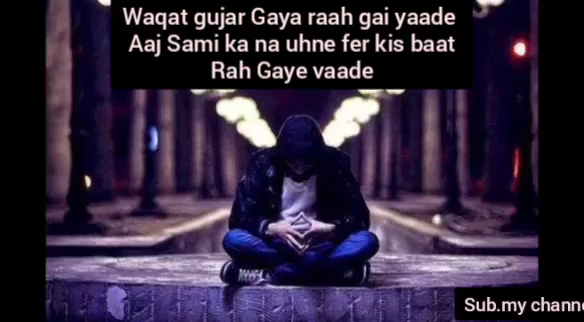 Waqat gujar Gaya raah gai yaade
Aaj Sami ka na uhne fer kis baat
Rah Gaye vaade
Sub.my channe